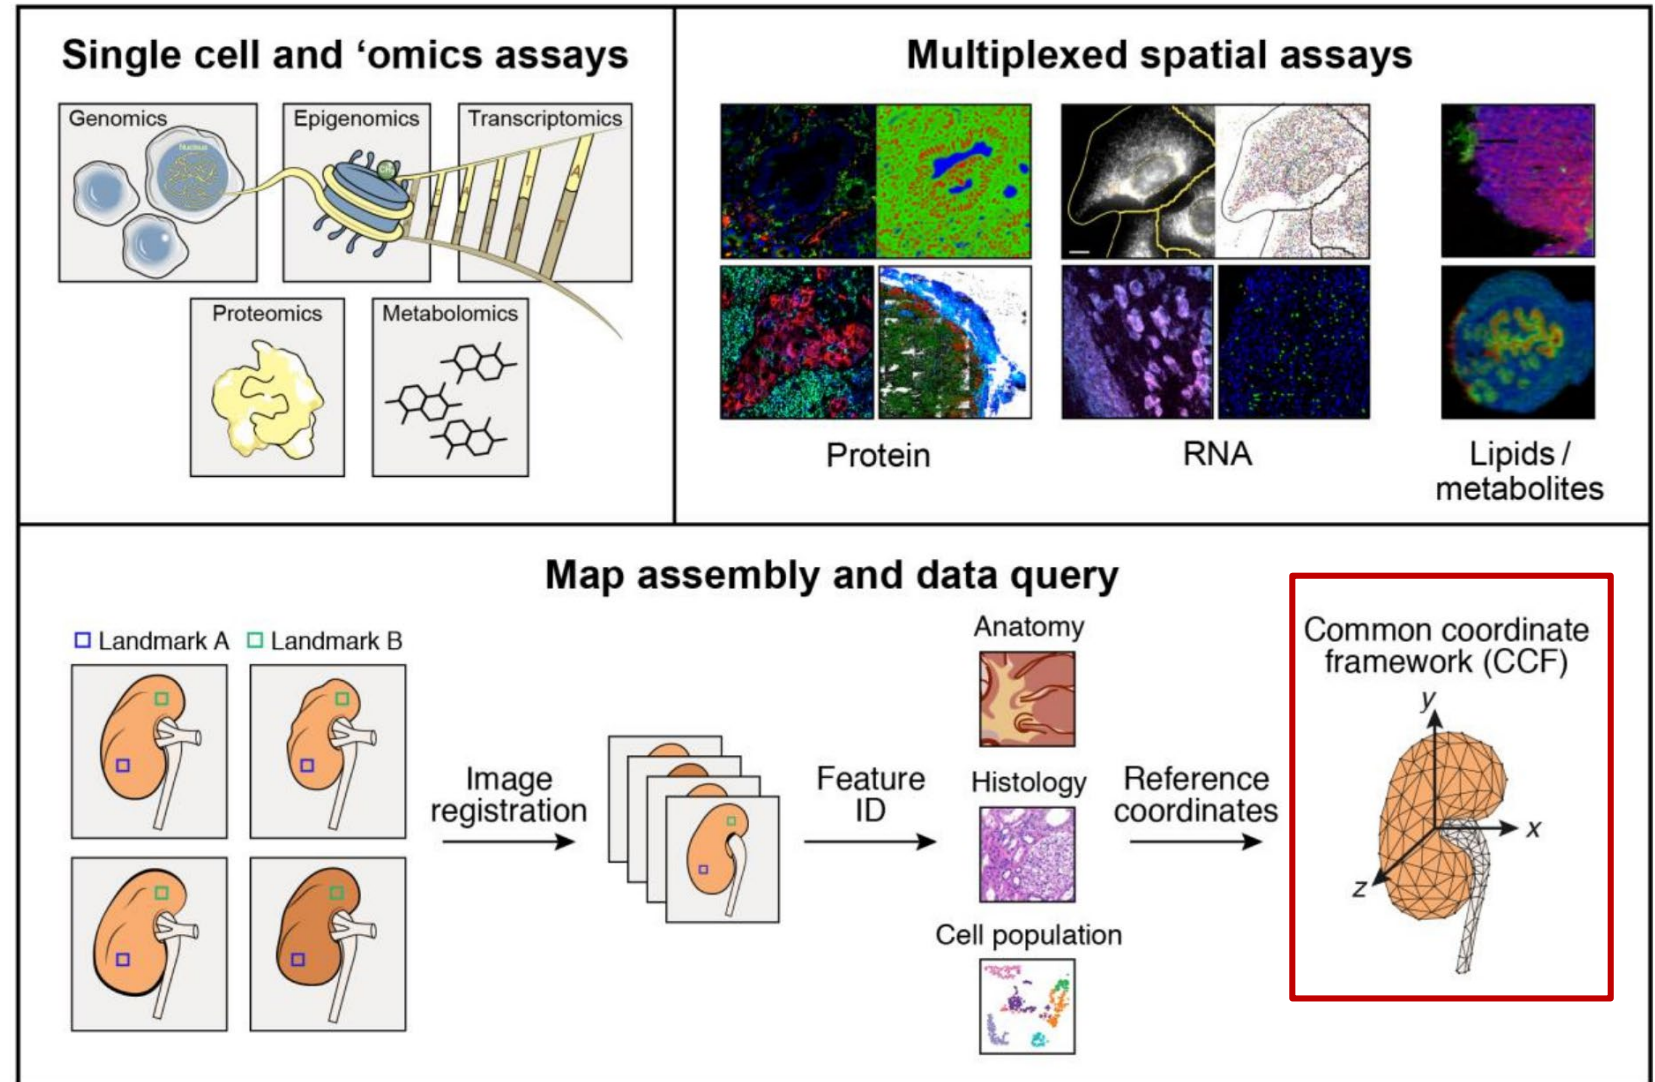 Single cell and ‘omics assays
Genomics
Nucleus
Epigenomics
Transcriptomics
A
G
T
A
T
Proteomics
Metabolomics
Multiplexed spatial assays
Protein
RNA
Lipids /
metabolites
Map assembly and data query
Landmark A
Landmark B
Image
registration
Feature
ID
Anatomy
Histology
Cell population
Reference
coordinates
Common coordinate
framework (CCF)
y
x
z